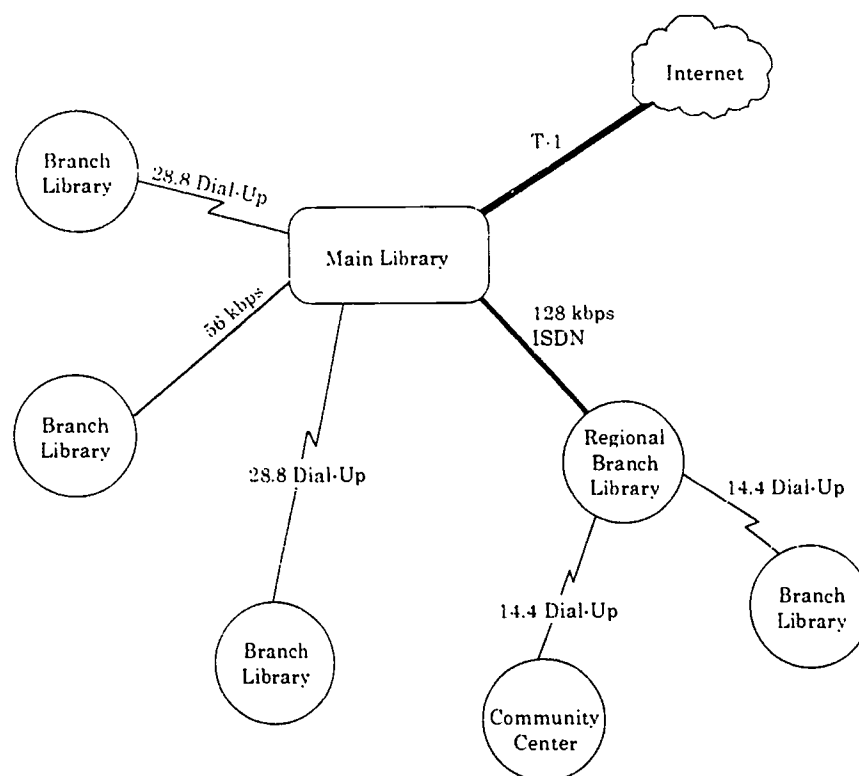 Internet
T-1
Branch
Library
28.8 Dial-Up
Main Library
56 kbps
128 kbps
ISDN
Branch
Library
Regional
Branch
Library
28.8 Dial-Up
14.4 Dial-Up
Branch
Library
14.4 Dial-Up
Branch
Library
Community
Center